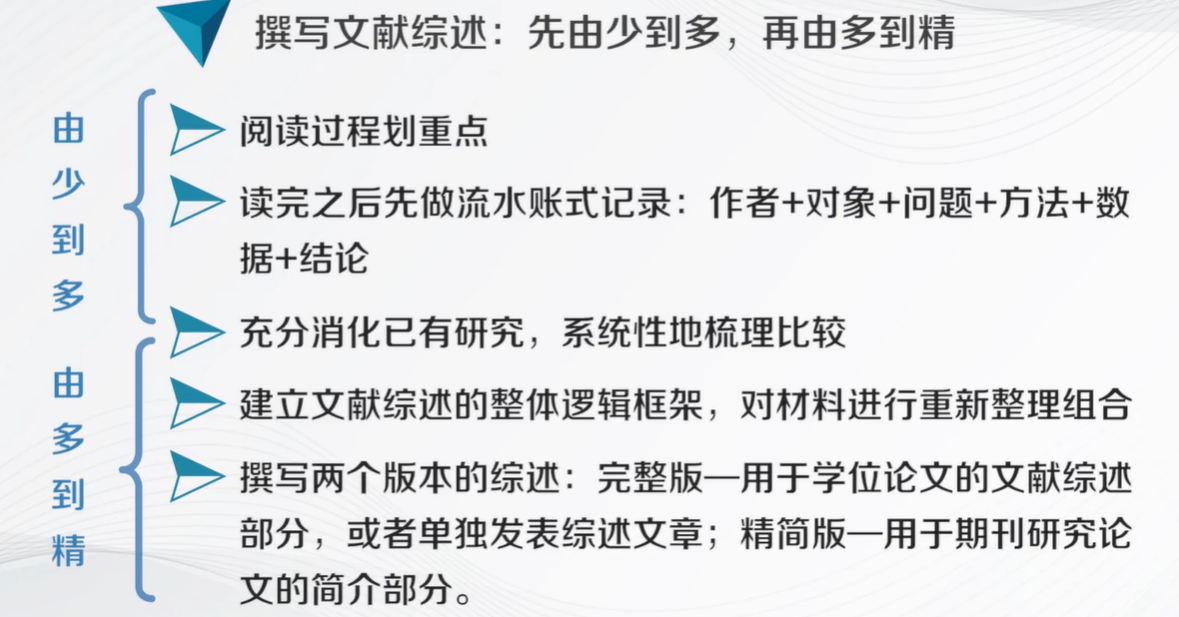 撰写文献综述：先由少到多，再由多到精
由少到多
阅读过程划重点
读完之后先做流水账式记录：作者+对象+问题+方法+数
据+结论
由多到精
充分消化已有研究，系统性地梳理比较
建立文献综述的整体逻辑框架，对材料进行重新整理组合
撰写两个版本的综述：完整版—用于学位论文的文献综述
部分，或者单独发表综述文章；精简版—用于期刊研究论
文的简介部分。